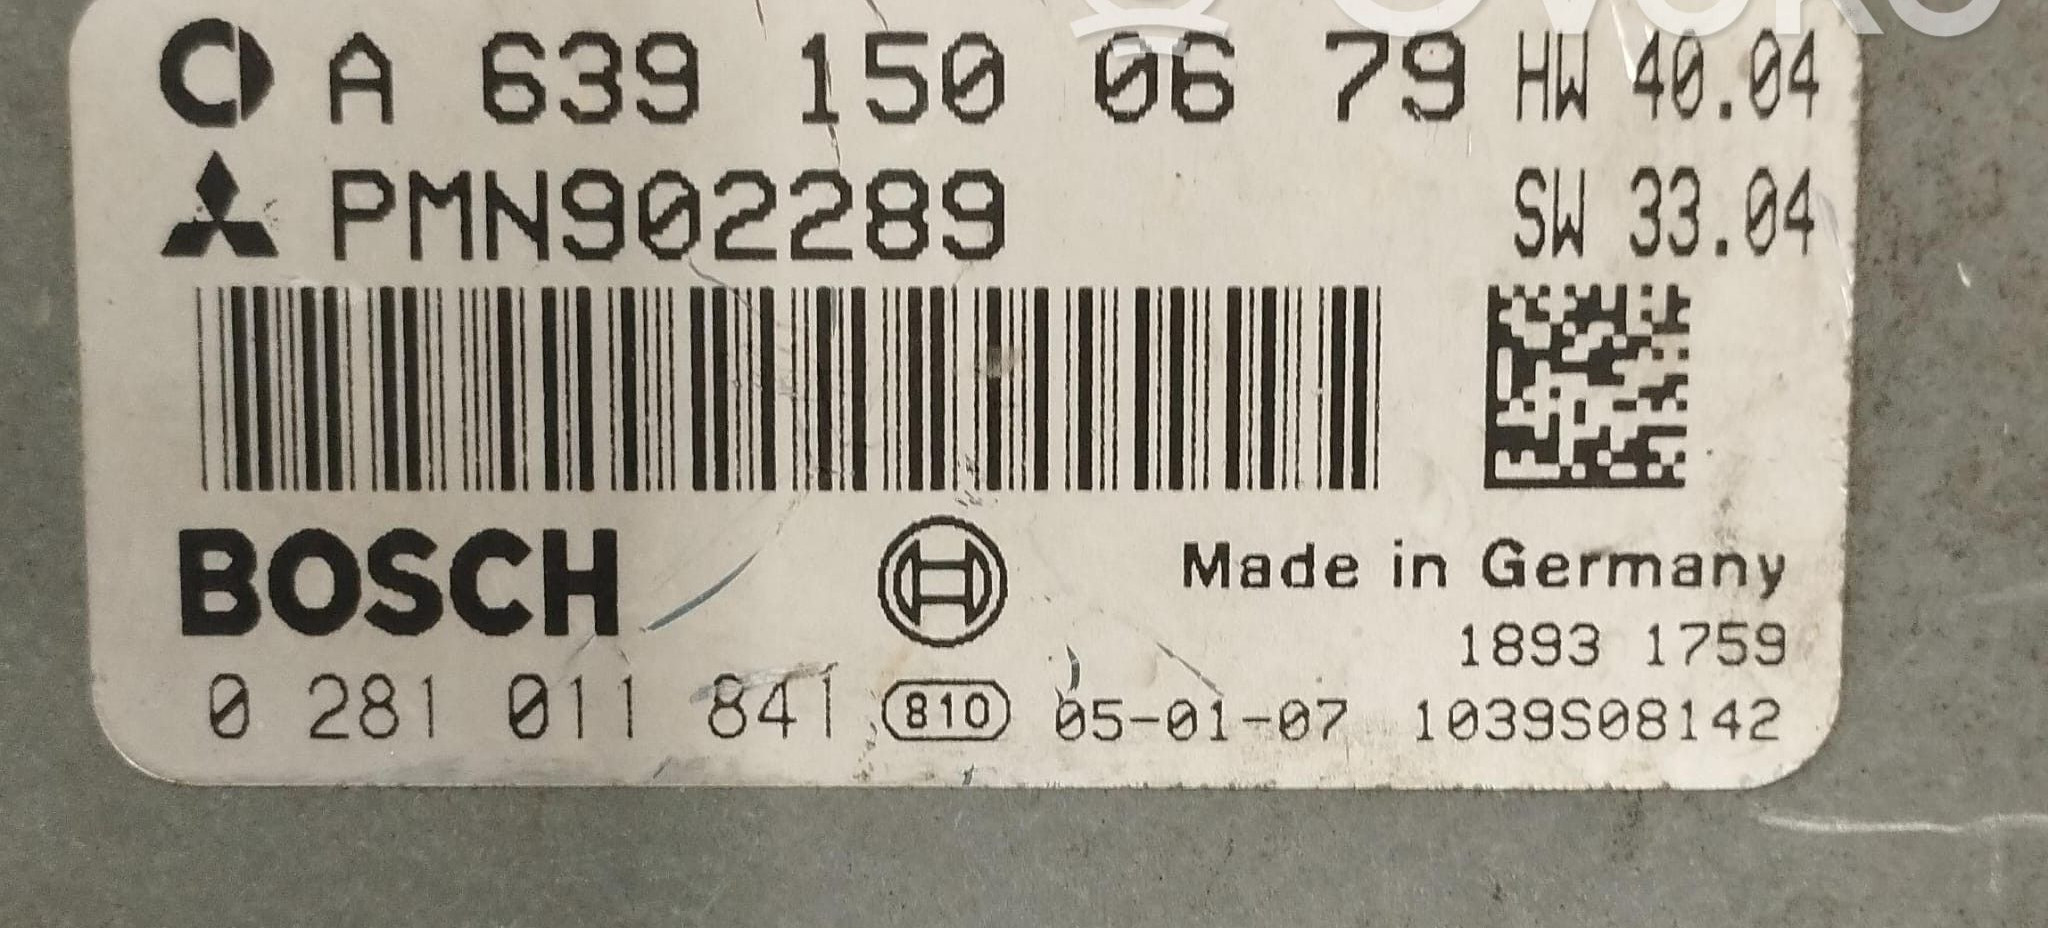 A 639 150 06 79 HW 40.04
PMN902289 SW 33.04
BOSCH
Made in Germany
1893 1759
0 281 011 841 810 05-01-07 1039S08142